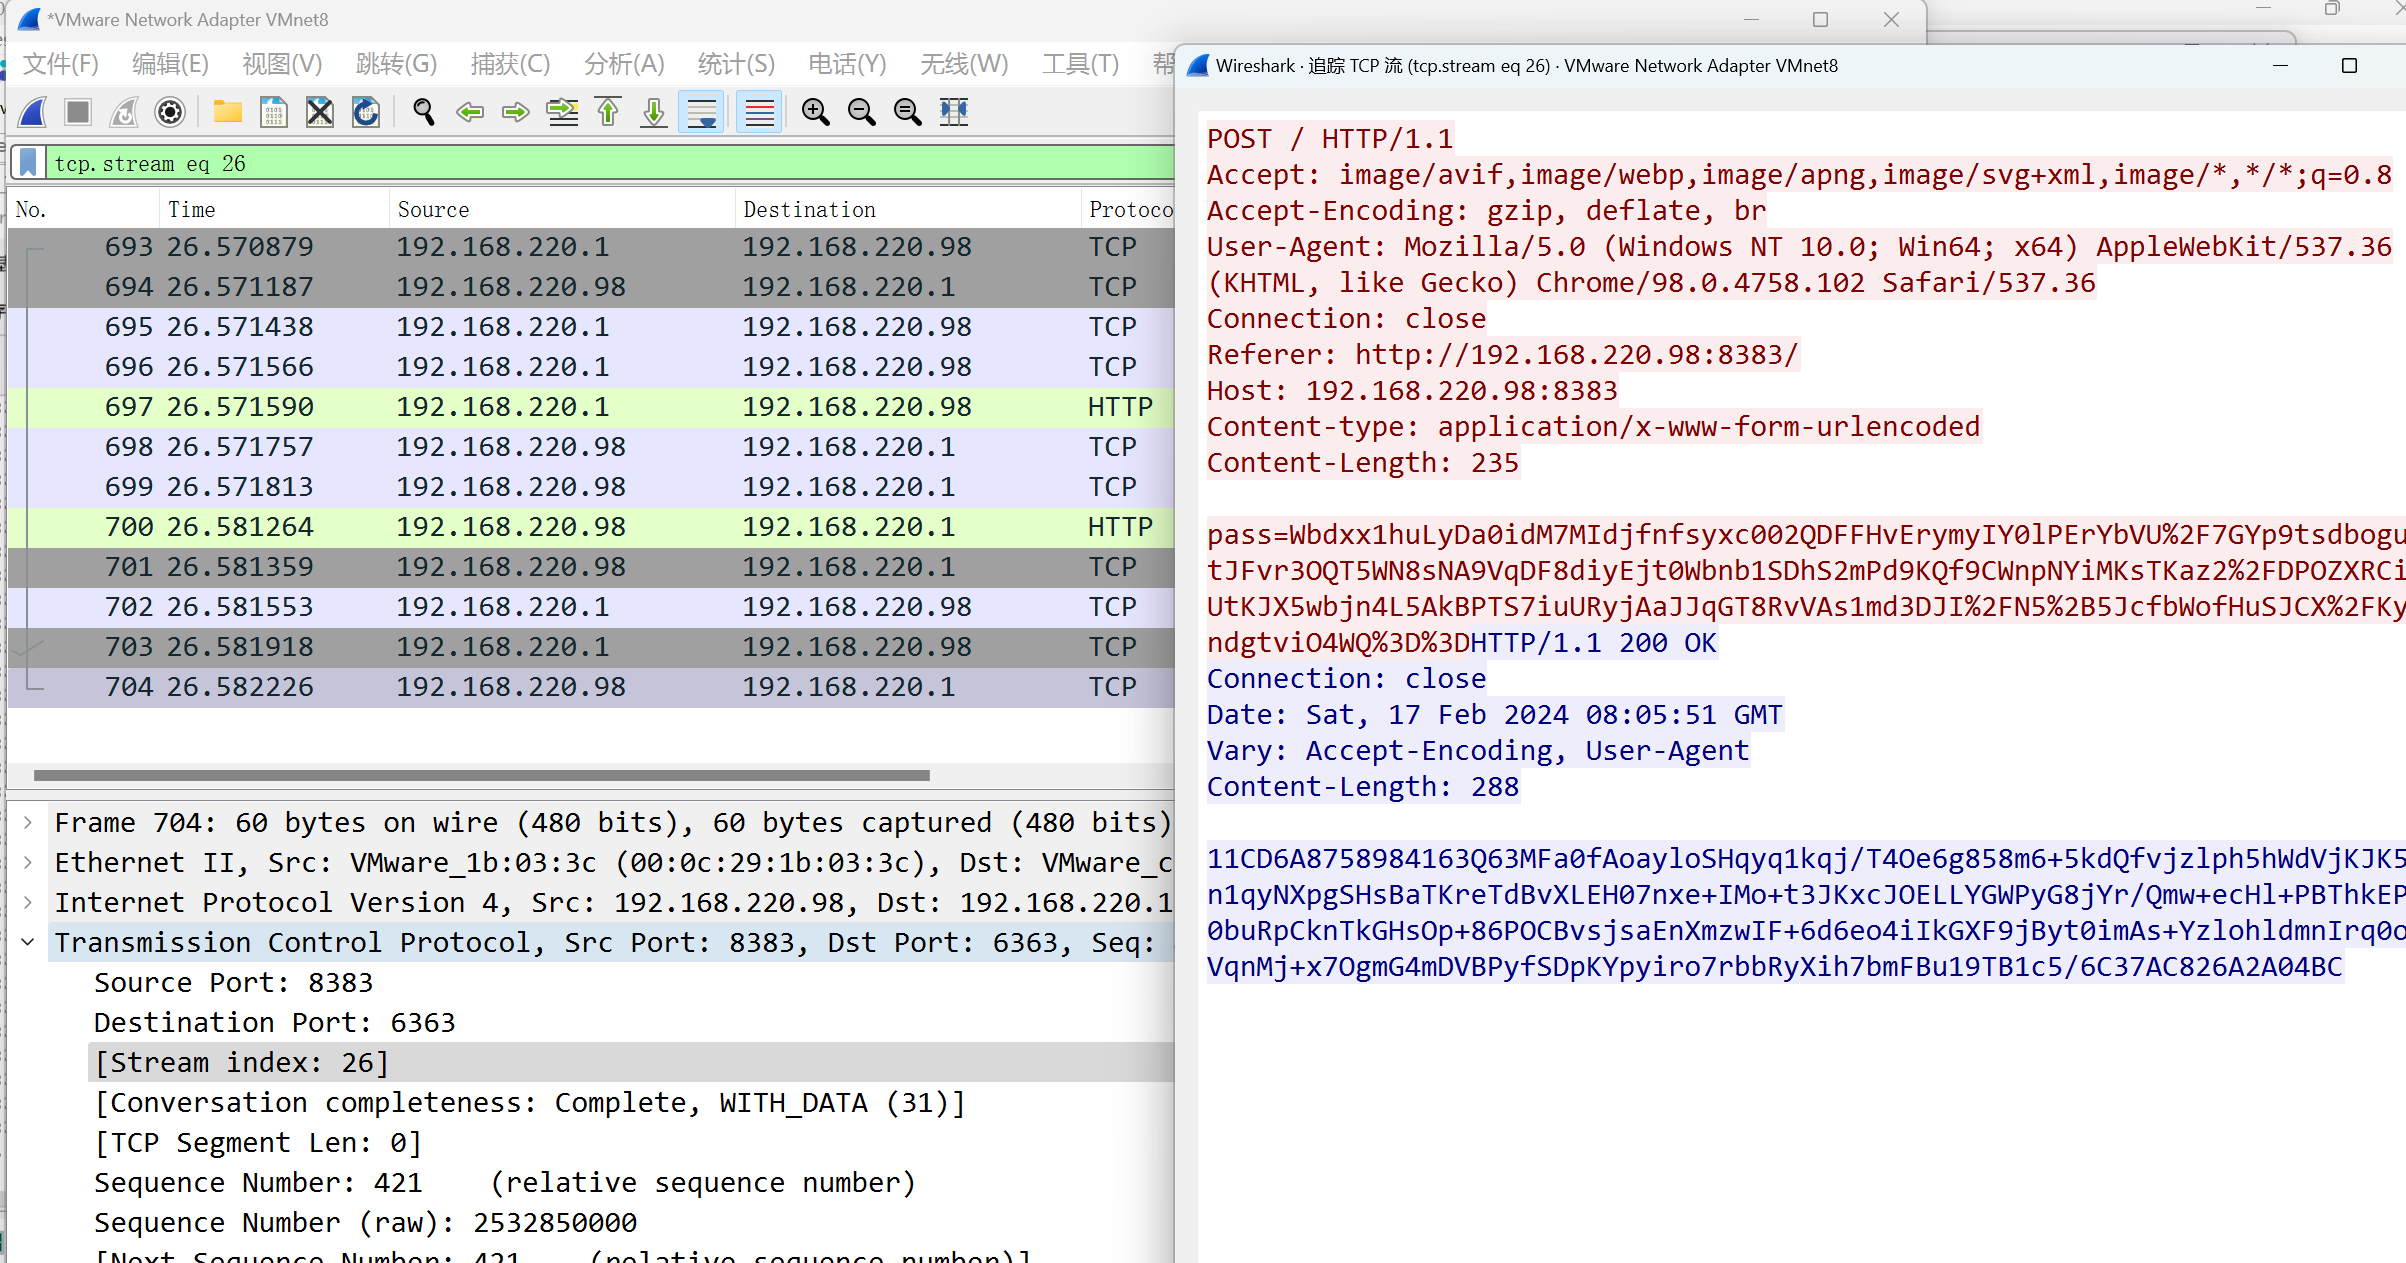 *VMware Network Adapter VMnet8
文件(F) 编辑(E) 视图(V) 跳转(G) 捕获(C) 分析(A) 统计(S) 电话(Y) 无线(W) 工具(T) 帮
tcp.stream eq 26
No. Time Source Destination Protoco
693 26.570879 192.168.220.1 192.168.220.98 TCP
694 26.571187 192.168.220.98 192.168.220.1 TCP
695 26.571438 192.168.220.1 192.168.220.98 TCP
696 26.571566 192.168.220.1 192.168.220.98 TCP
697 26.571590 192.168.220.1 192.168.220.98 HTTP
698 26.571757 192.168.220.98 192.168.220.1 TCP
699 26.571813 192.168.220.98 192.168.220.1 TCP
700 26.581264 192.168.220.98 192.168.220.1 HTTP
701 26.581359 192.168.220.98 192.168.220.1 TCP
702 26.581553 192.168.220.1 192.168.220.98 TCP
703 26.581918 192.168.220.1 192.168.220.98 TCP
704 26.582226 192.168.220.98 192.168.220.1 TCP
Frame 704: 60 bytes on wire (480 bits), 60 bytes captured (480 bits)
Ethernet II, Src: VMware_1b:03:3c (00:0c:29:1b:03:3c), Dst: VMware_c
Internet Protocol Version 4, Src: 192.168.220.98, Dst: 192.168.220.1
Transmission Control Protocol, Src Port: 8383, Dst Port: 6363, Seq:
Source Port: 8383
Destination Port: 6363
[Stream index: 26]
[Conversation completeness: Complete, WITH_DATA (31)]
[TCP Segment Len: 0]
Sequence Number: 421 (relative sequence number)
Sequence Number (raw): 2532850000
[Next Sequence Number: 421 (relative sequence number)]
Wireshark · 追踪 TCP 流 (tcp.stream eq 26) · VMware Network Adapter VMnet8
POST / HTTP/1.1
Accept: image/avif,image/webp,image/apng,image/svg+xml,image/*,*/*;q=0.8
Accept-Encoding: gzip, deflate, br
User-Agent: Mozilla/5.0 (Windows NT 10.0; Win64; x64) AppleWebKit/537.36
(KHTML, like Gecko) Chrome/98.0.4758.102 Safari/537.36
Connection: close
Referer: http://192.168.220.98:8383/
Host: 192.168.220.98:8383
Content-type: application/x-www-form-urlencoded
Content-Length: 235
pass=Wbdxx1huLyDa0idM7MIdjfnfsyxc002QDFFHvErymyIY0lPErYbVU%2F7GYp9tsdbogu
tJFvr3OQT5WN8sNA9VqDF8diyEjt0Wbnb1SDhS2mPd9KQf9CWnpNYiMKsTKaz2%2FDPOZXRCi
UtKJX5wbjn4L5AkBPTS7iuURyjAaJJqGT8RvVAs1md3DJI%2FN5%2B5JcfbWofHuSJCX%2FKy
ndgtviO4WQ%3D%3DHTTP/1.1 200 OK
Connection: close
Date: Sat, 17 Feb 2024 08:05:51 GMT
Vary: Accept-Encoding, User-Agent
Content-Length: 288
11CD6A8758984163Q63MFa0fAoayloSHqyq1kqj/T4Oe6g858m6+5kdQfvjzlph5hWdVjKJK5
n1qyNXpgSHsBaTKreTdBvXLEH07nxe+IMo+t3JKxcJOELLYGWPyG8jYr/Qmw+ecHl+PBThkEP
0buRpCknTkGHsOp+86POCBvsjsaEnXmzwIF+6d6eo4iIkGXF9jByt0imAs+Yzlohldmn​Irq0o
VqnMj+x7OgmG4mDVBPyfSDpKYpyiro7rbbRyXih7bmFBu19TB1c5/6C37AC826A2A04BC